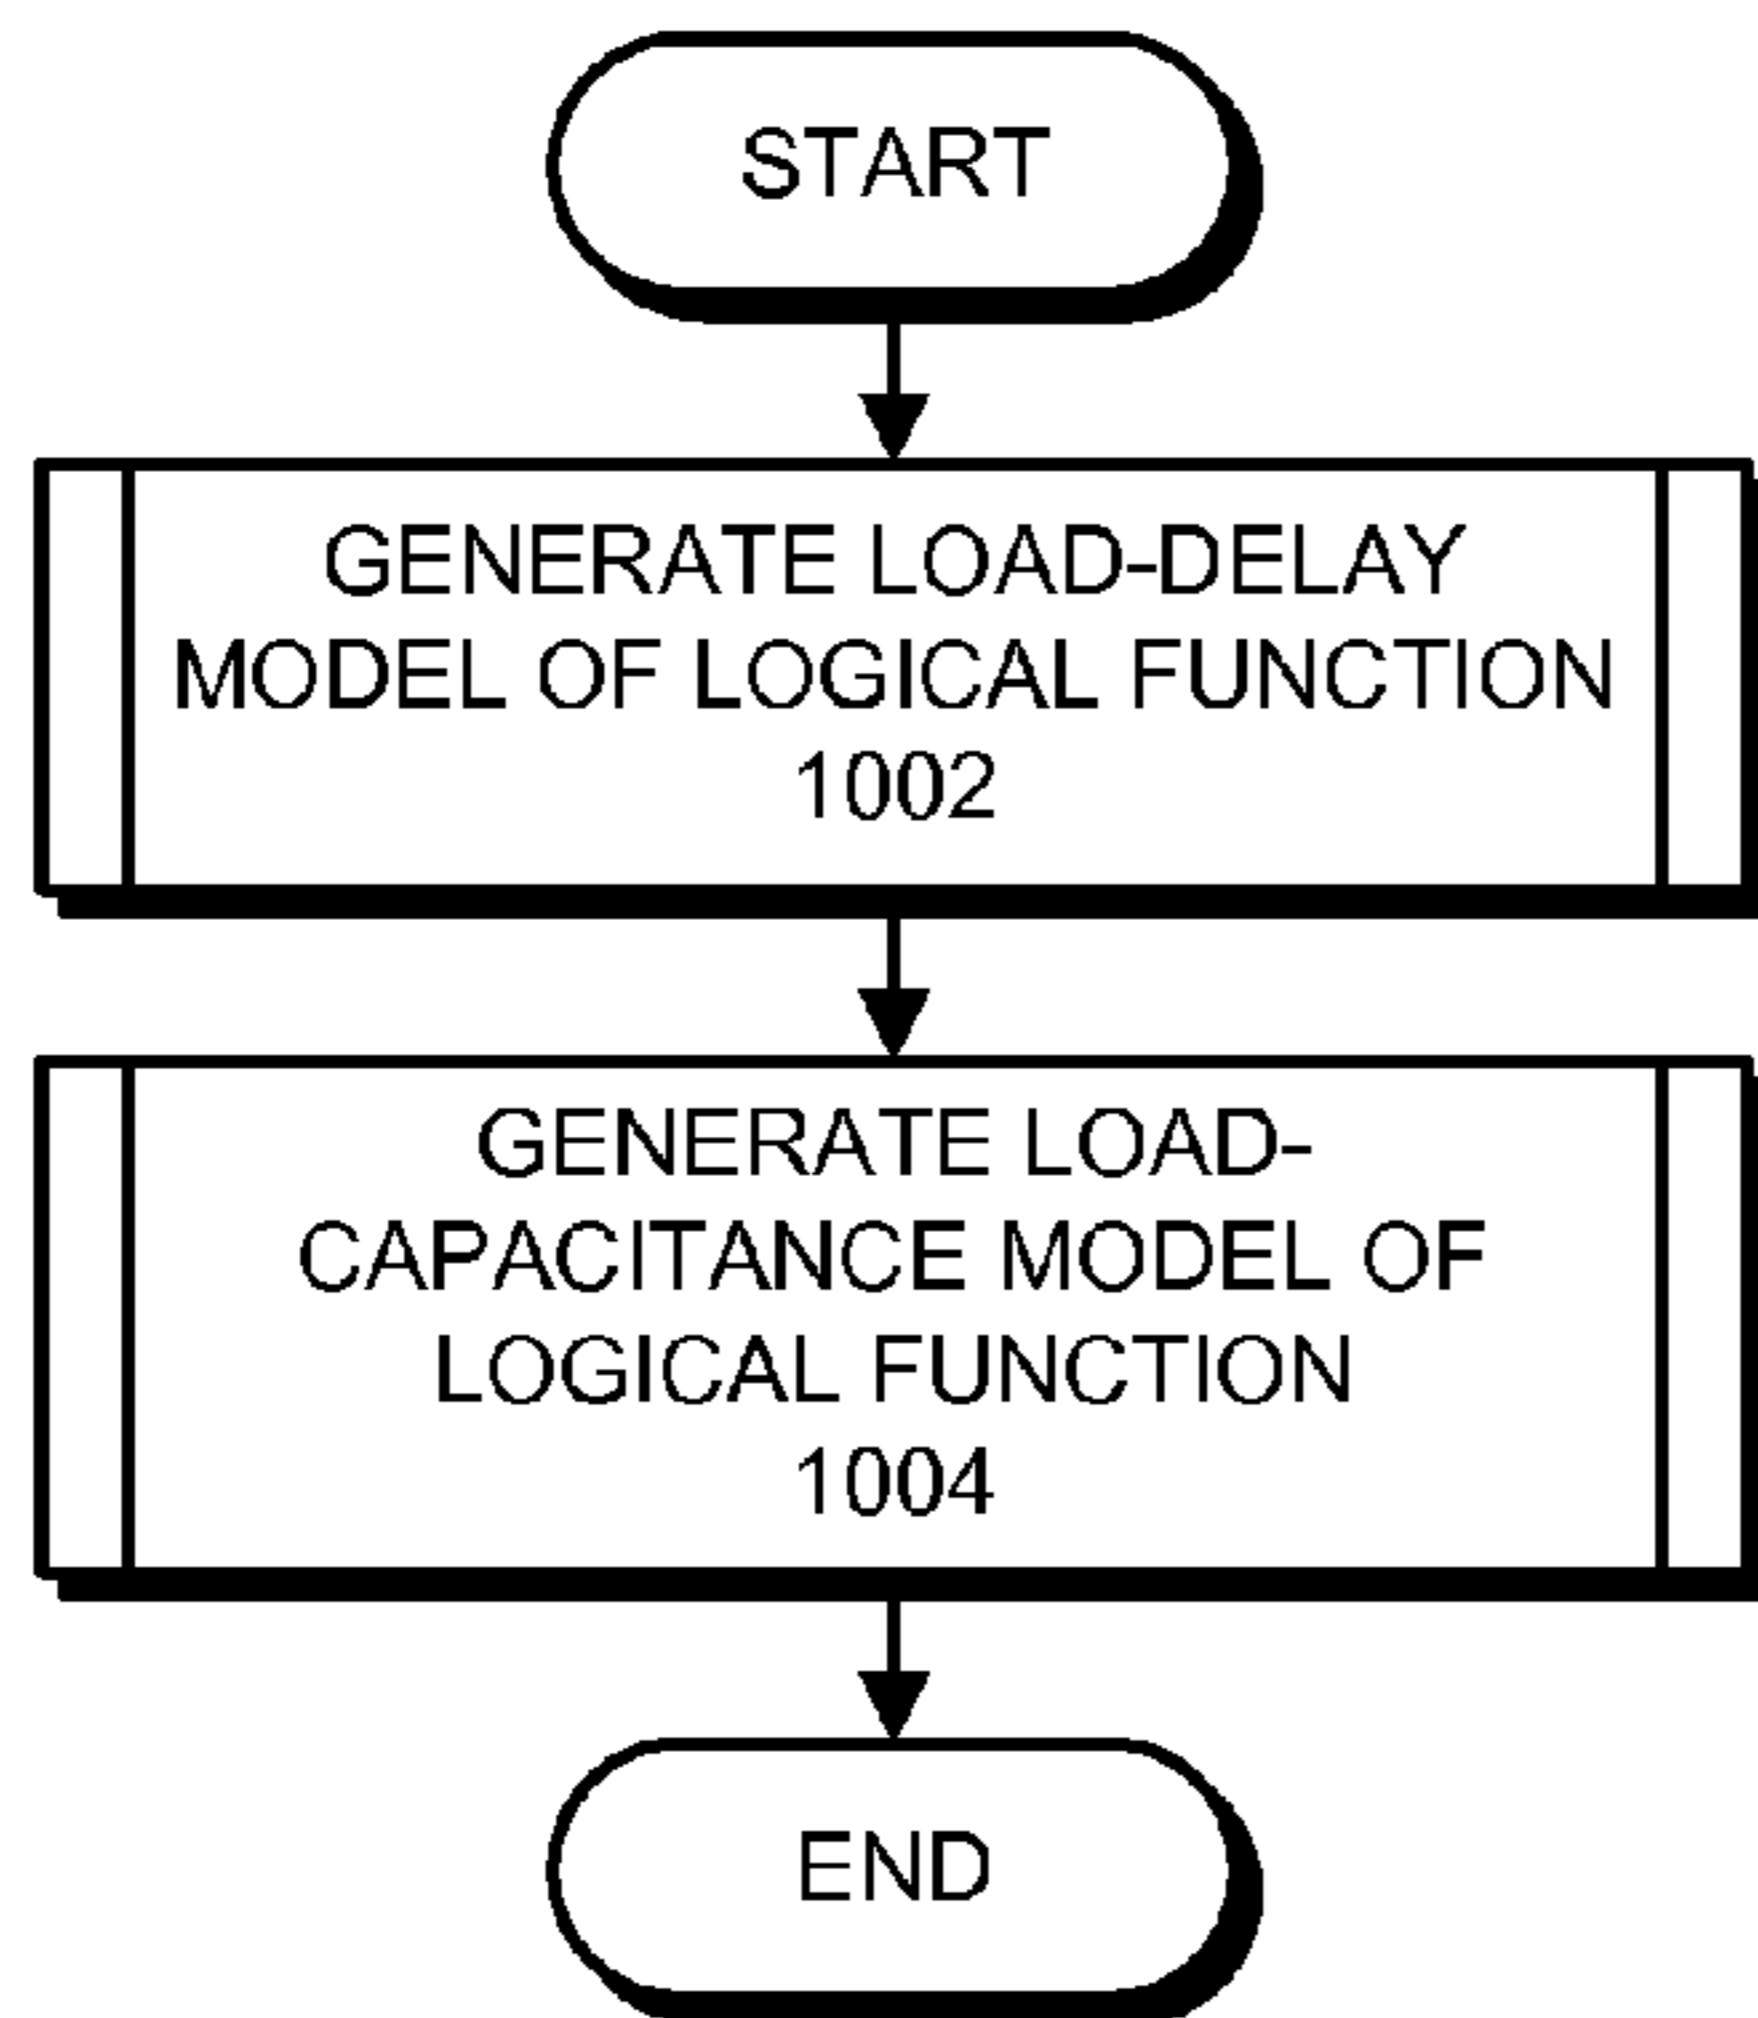 START
GENERATE LOAD-DELAY
MODEL OF LOGICAL FUNCTION
1002
GENERATE LOAD-
CAPACITANCE MODEL OF
LOGICAL FUNCTION
1004
END